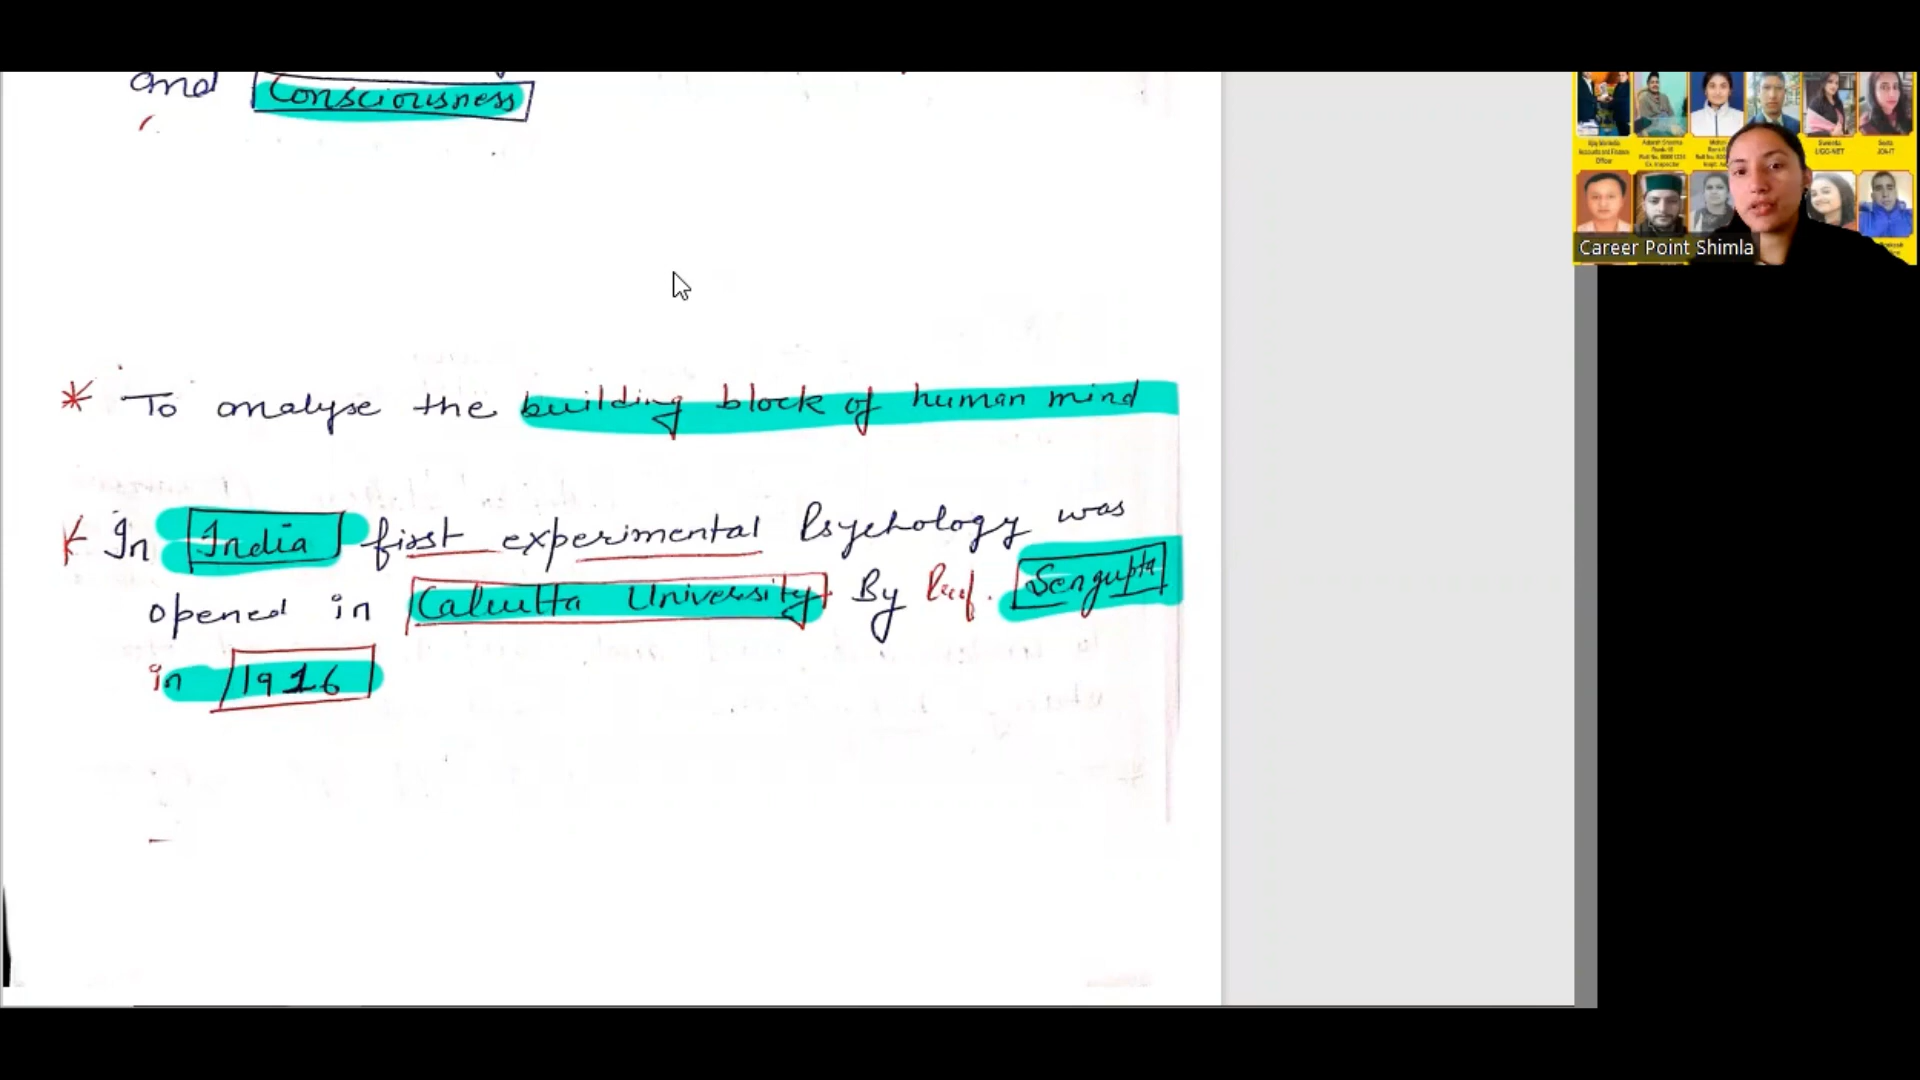 and Consciousness
* To analyse the building block of human mind
* In India first experimental Psychology was
opened in Calcutta University By Prof. Sengupta
in 1916
Career Point Shimla